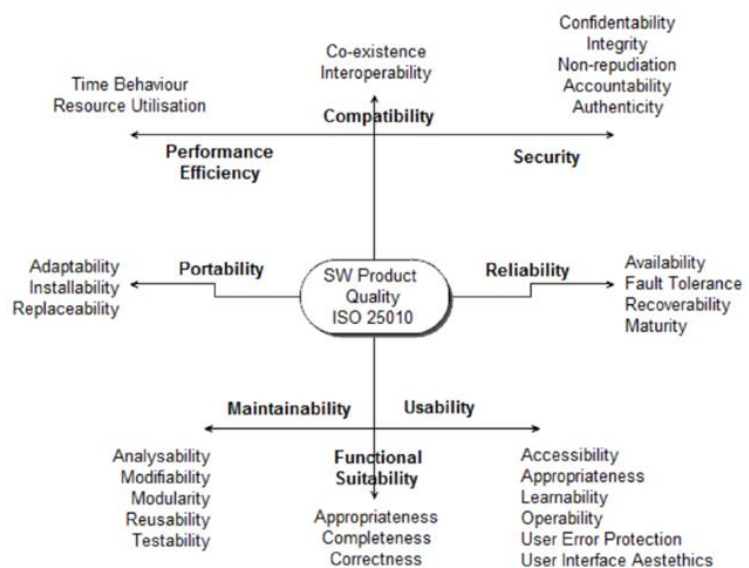 Confidentability
Integrity
Non-repudiation
Accountability
Authenticity
Co-existence
Interoperability
Time Behaviour
Resource Utilisation
Compatibility
Performance
Efficiency
Security
Adaptability
Installability
Replaceability
Portability
SW Product
Quality
ISO 25010
Reliability
Availability
Fault Tolerance
Recoverability
Maturity
Maintainability
Usability
Functional
Suitability
Analysability
Modifiability
Modularity
Reusability
Testability
Appropriateness
Completeness
Correctness
Accessibility
Appropriateness
Learnability
Operability
User Error Protection
User Interface Aestethics